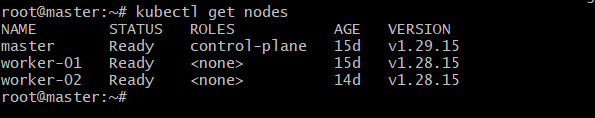 root@master:~# kubectl get nodes
NAME        STATUS   ROLES           AGE   VERSION
master      Ready    control-plane   15d   v1.29.15
worker-01   Ready    <none>          15d   v1.28.15
worker-02   Ready    <none>          14d   v1.28.15
root@master:~#